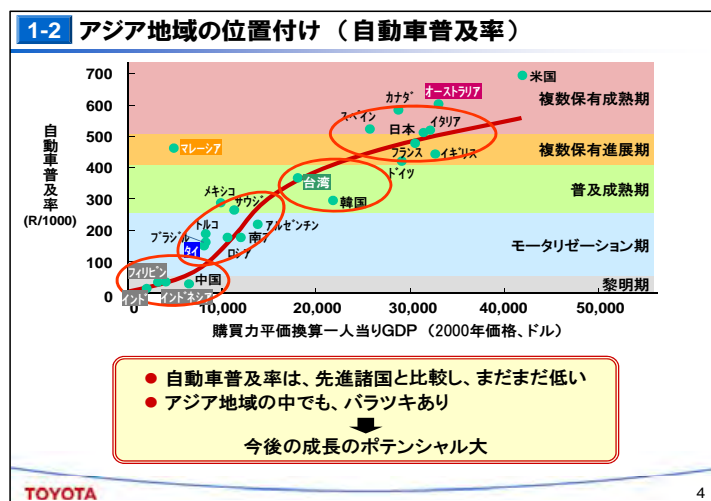 1-2 アジア地域の位置付け（自動車普及率）
700
600
500
400
300
200
100
0
自動車普及率
(R/1000)
米国
オーストラリア
カナダ
スペイン
日本
イタリア
フランス
イギリス
ドイツ
マレーシア
台湾
韓国
メキシコ
サウジ
トルコ
アルゼンチン
ブラジル
南ア
タイ
ロシア
フィリピン
中国
インド
インドネシア
複数保有成熟期
複数保有進展期
普及成熟期
モータリゼーション期
黎明期
0 10,000 20,000 30,000 40,000 50,000
購買力平価換算一人当りGDP（2000年価格、ドル）
● 自動車普及率は、先進諸国と比較し、まだまだ低い
● アジア地域の中でも、バラツキあり
今後の成長のポテンシャル大
TOYOTA
4